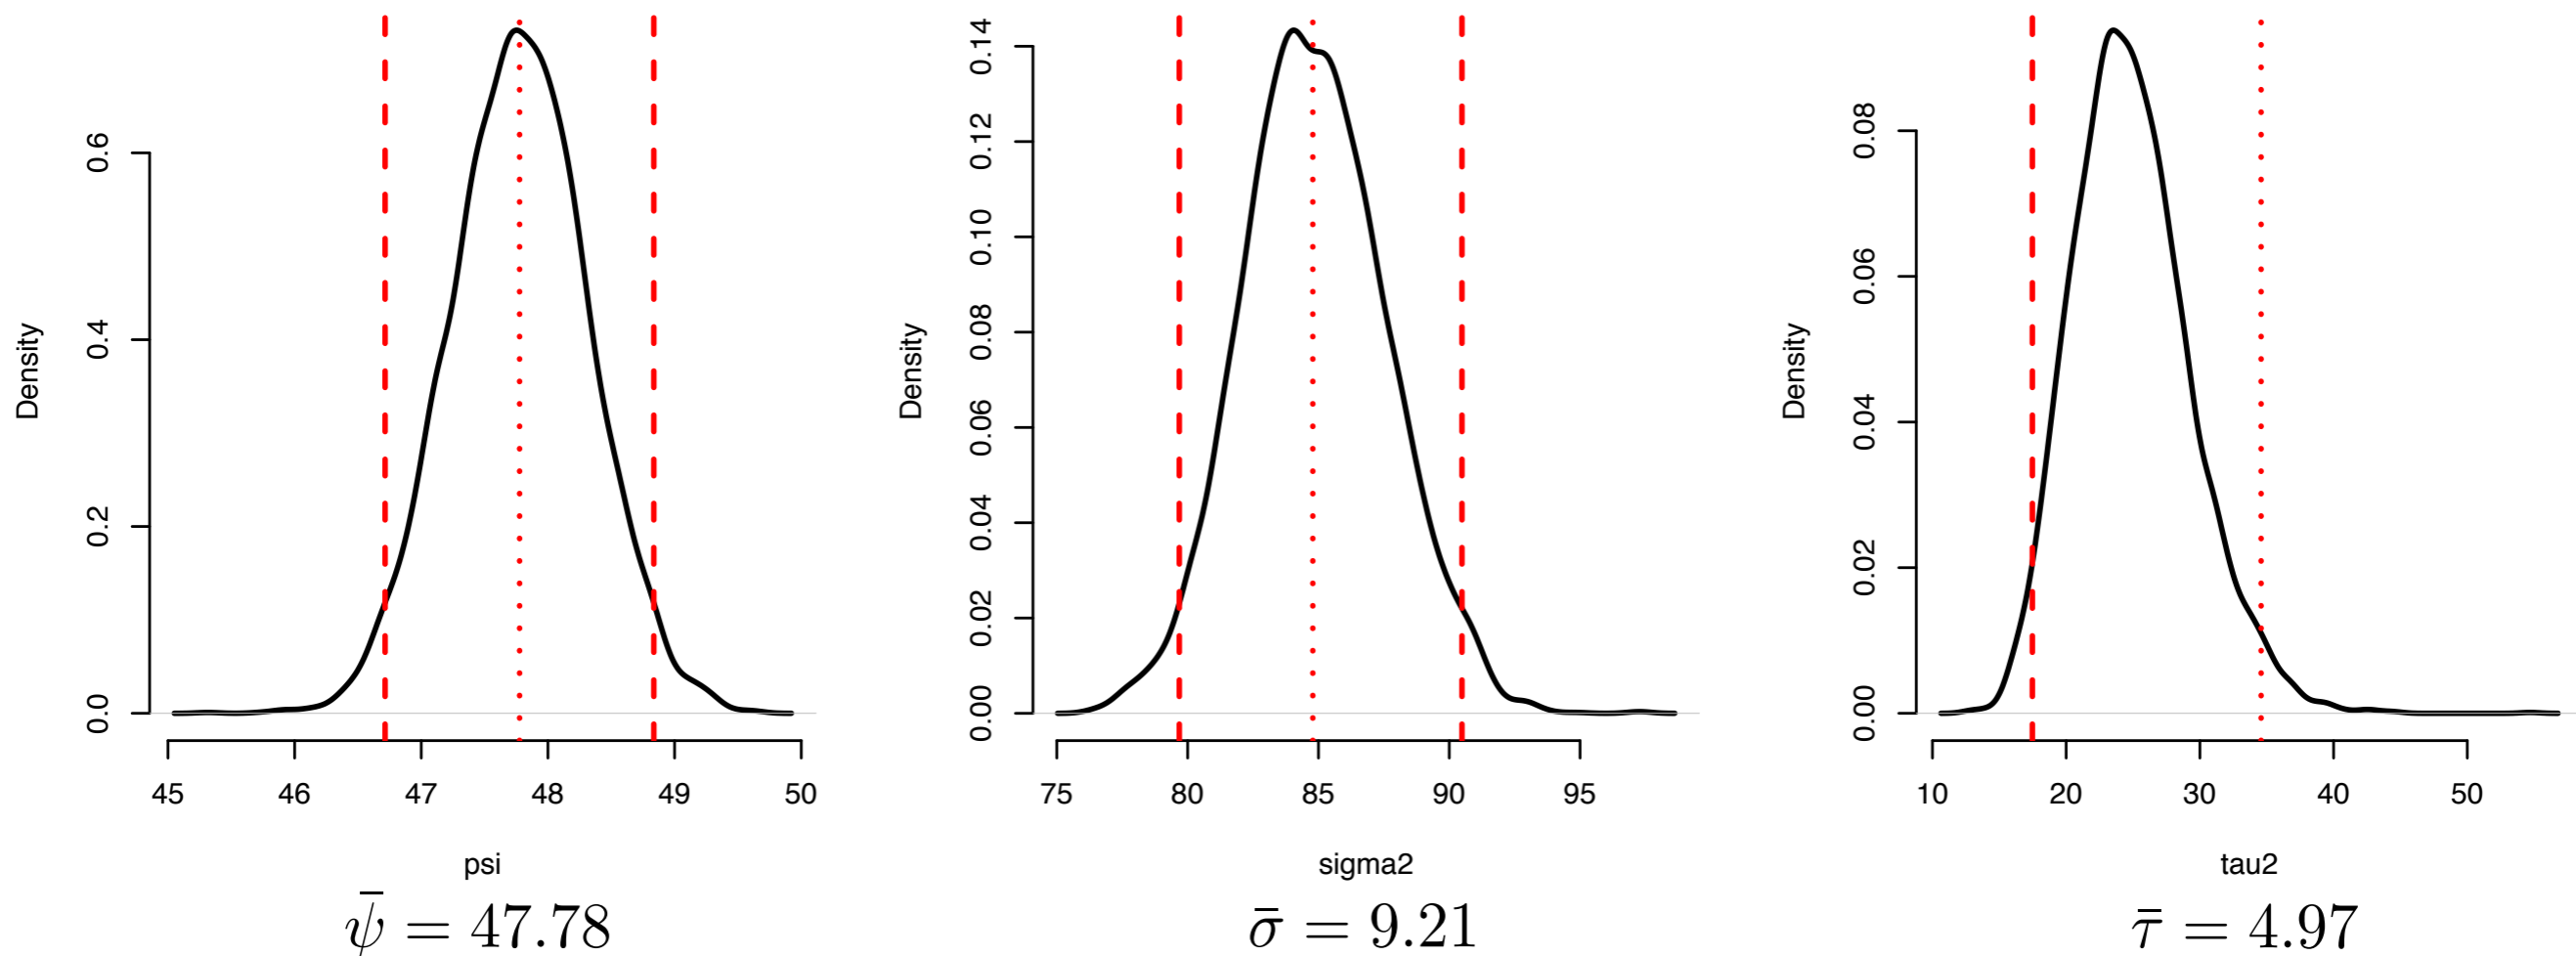 Density
0.0 0.2 0.4 0.6
45 46 47 48 49 50
psi
ψ̄ = 47.78
Density
0.00 0.02 0.04 0.06 0.08 0.10 0.12 0.14
75 80 85 90 95
sigma2
σ̄ = 9.21
Density
0.00 0.02 0.04 0.06 0.08
10 20 30 40 50
tau2
τ̄ = 4.97